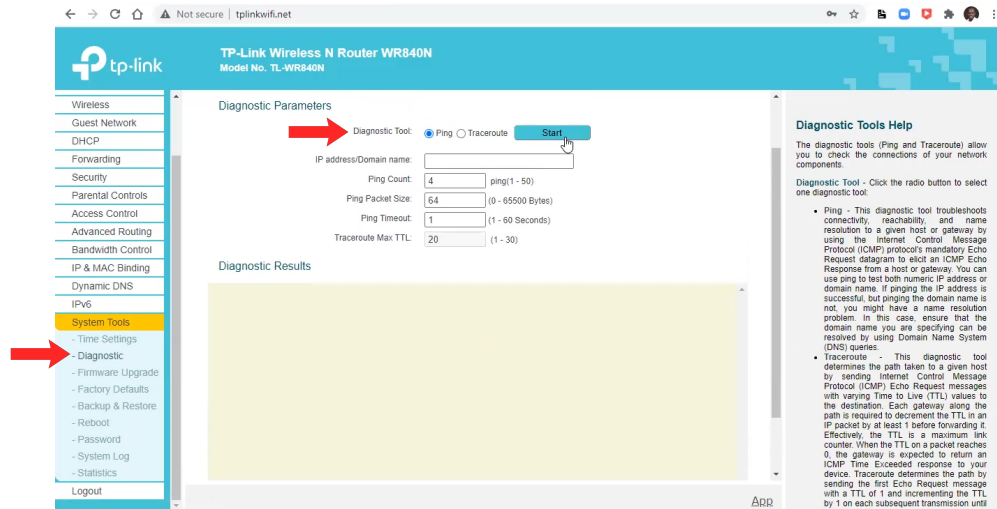 Not secure | tplinkwifi.net
tp-link
TP-Link Wireless N Router WR840N
Model No. TL-WR840N
Wireless
Guest Network
DHCP
Forwarding
Security
Parental Controls
Access Control
Advanced Routing
Bandwidth Control
IP & MAC Binding
Dynamic DNS
IPv6
System Tools
- Time Settings
- Diagnostic
- Firmware Upgrade
- Factory Defaults
- Backup & Restore
- Reboot
- Password
- System Log
- Statistics
Logout
Diagnostic Parameters
Diagnostic Tool: Ping Traceroute Start
IP address/Domain name:
Ping Count: 4 ping(1 - 50)
Ping Packet Size: 64 (0 - 65500 Bytes)
Ping Timeout: 1 (1 - 60 Seconds)
Traceroute Max TTL: 20 (1 - 30)
Diagnostic Results
App
Diagnostic Tools Help
The diagnostic tools (Ping and Traceroute) allow
you to check the connections of your network
components.
Diagnostic Tool - Click the radio button to select
one diagnostic tool:
• Ping - This diagnostic tool troubleshoots
connectivity, reachability, and name
resolution to a given host or gateway by
using the Internet Control Message
Protocol (ICMP) protocol's mandatory Echo
Request datagram to elicit an ICMP Echo
Response from a host or gateway. You can
use ping to test both numeric IP address or
domain name. If pinging the IP address is
successful, but pinging the domain name is
not, you might have a name resolution
problem. In this case, ensure that the
domain name you are specifying can be
resolved by using Domain Name System
(DNS) queries.
• Traceroute - This diagnostic tool
determines the path taken to a given host
by sending Internet Control Message
Protocol (ICMP) Echo Request messages
with varying Time to Live (TTL) values to
the destination. Each gateway along the
path is required to decrement the TTL in an
IP packet by at least 1 before forwarding it.
Effectively, the TTL is a maximum link
counter. When the TTL on a packet reaches
0, the gateway is expected to return an
ICMP Time Exceeded response to your
device. Traceroute determines the path by
sending the first Echo Request message
with a TTL of 1 and incrementing the TTL
by 1 on each subsequent transmission until